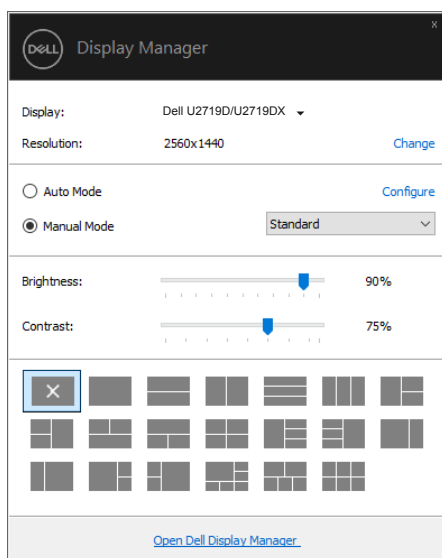 x
DELL Display Manager
Display: Dell U2719D/U2719DX
Resolution: 2560x1440 Change
Auto Mode Configure
Manual Mode Standard
Brightness: 90%
Contrast: 75%
Open Dell Display Manager